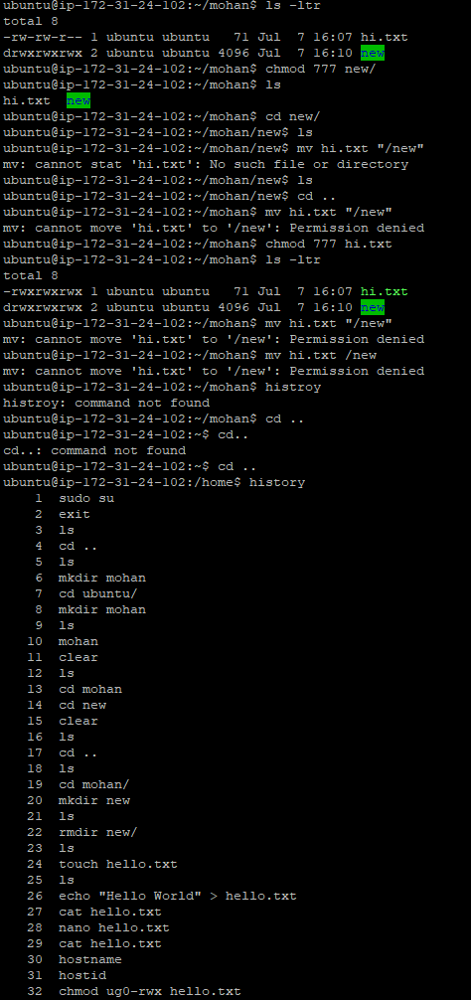 ubuntu@ip-172-31-24-102:~/mohan$ ls -ltr
total 8
-rw-rw-r-- 1 ubuntu ubuntu   71 Jul  7 16:07 hi.txt
drwxrwxrwx 2 ubuntu ubuntu 4096 Jul  7 16:10 new
ubuntu@ip-172-31-24-102:~/mohan$ chmod 777 new/
ubuntu@ip-172-31-24-102:~/mohan$ ls
hi.txt  new
ubuntu@ip-172-31-24-102:~/mohan$ cd new/
ubuntu@ip-172-31-24-102:~/mohan/new$ ls
ubuntu@ip-172-31-24-102:~/mohan/new$ mv hi.txt "/new"
mv: cannot stat 'hi.txt': No such file or directory
ubuntu@ip-172-31-24-102:~/mohan/new$ ls
ubuntu@ip-172-31-24-102:~/mohan/new$ cd ..
ubuntu@ip-172-31-24-102:~/mohan$ mv hi.txt "/new"
mv: cannot move 'hi.txt' to '/new': Permission denied
ubuntu@ip-172-31-24-102:~/mohan$ chmod 777 hi.txt
ubuntu@ip-172-31-24-102:~/mohan$ ls -ltr
total 8
-rwxrwxrwx 1 ubuntu ubuntu   71 Jul  7 16:07 hi.txt
drwxrwxrwx 2 ubuntu ubuntu 4096 Jul  7 16:10 new
ubuntu@ip-172-31-24-102:~/mohan$ mv hi.txt "/new"
mv: cannot move 'hi.txt' to '/new': Permission denied
ubuntu@ip-172-31-24-102:~/mohan$ mv hi.txt /new
mv: cannot move 'hi.txt' to '/new': Permission denied
ubuntu@ip-172-31-24-102:~/mohan$ histroy
histroy: command not found
ubuntu@ip-172-31-24-102:~/mohan$ cd ..
ubuntu@ip-172-31-24-102:~$ cd..
cd..: command not found
ubuntu@ip-172-31-24-102:~$ cd ..
ubuntu@ip-172-31-24-102:/home$ history
    1  sudo su
    2  exit
    3  ls
    4  cd ..
    5  ls
    6  mkdir mohan
    7  cd ubuntu/
    8  mkdir mohan
    9  ls
   10  mohan
   11  clear
   12  ls
   13  cd mohan
   14  cd new
   15  clear
   16  ls
   17  cd ..
   18  ls
   19  cd mohan/
   20  mkdir new
   21  ls
   22  rmdir new/
   23  ls
   24  touch hello.txt
   25  ls
   26  echo "Hello World" > hello.txt
   27  cat hello.txt
   28  nano hello.txt
   29  cat hello.txt
   30  hostname
   31  hostid
   32  chmod ug0-rwx hello.txt